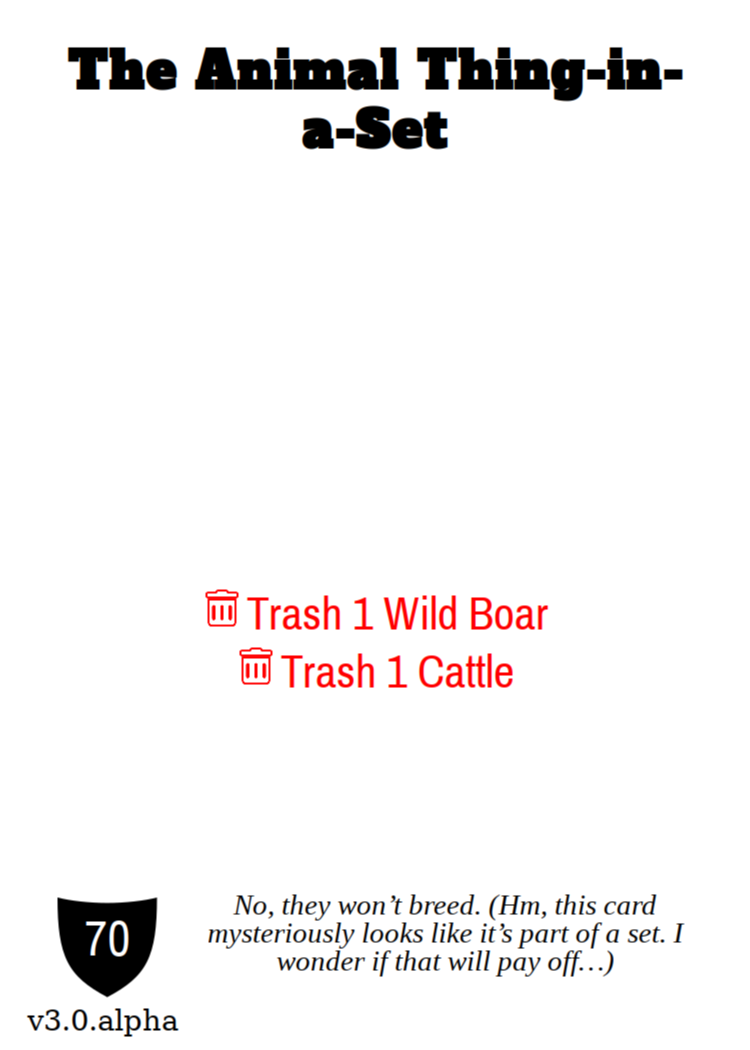 The Animal Thing-in-
a-Set
Trash 1 Wild Boar
Trash 1 Cattle
70
v3.0.alpha
No, they won’t breed. (Hm, this card
mysteriously looks like it’s part of a set. I
wonder if that will pay off…)